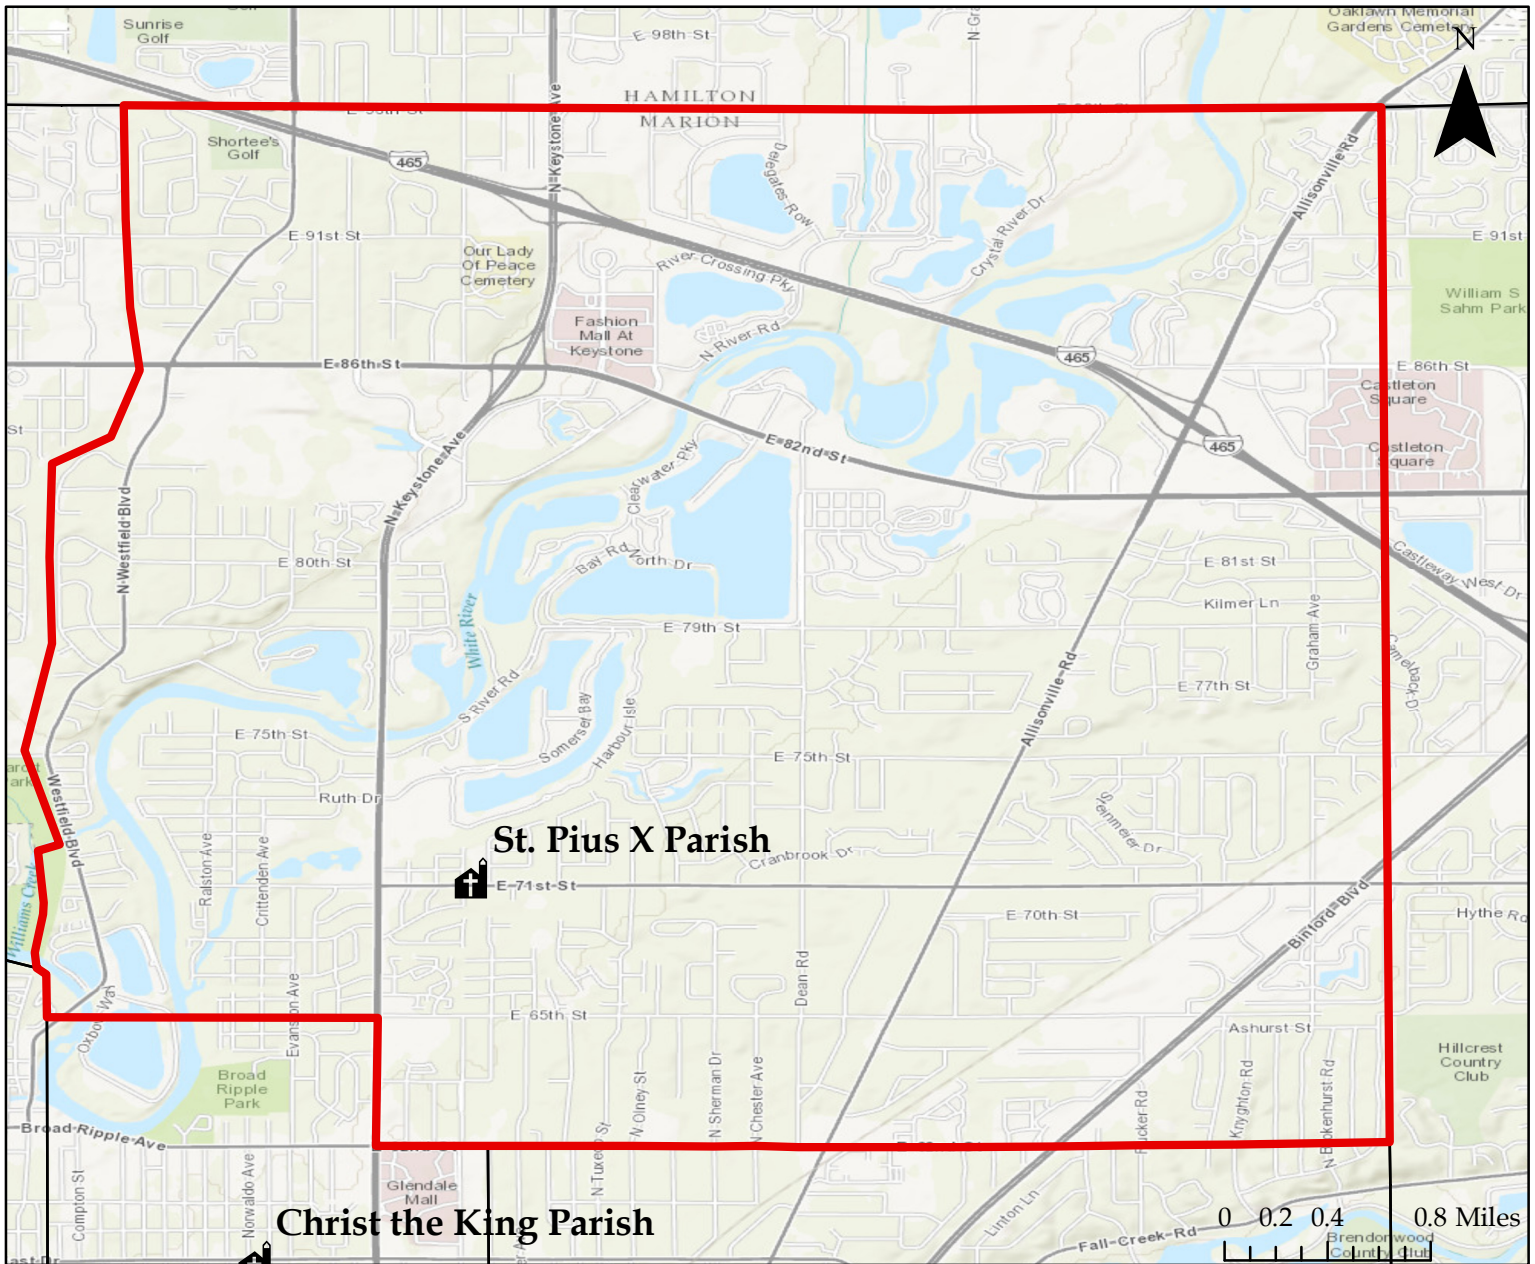 Sunrise
Golf
E 98th St
Oaklawn Memorial
Gardens Cemetery
N
HAMILTON
MARION
N-Keystone-Ave
Shortee's
Golf
465
Delegates Row
Allisonville Rd
E 91st St
Our Lady
Of Peace
Cemetery
River Crossing Pky
Crystal River Dr
E 91st
William S
Sahm Park
Fashion
Mall At
Keystone
N River Rd
E-86th-St
465
E 86th St
Castleton
Square
St
N-Keystone-Ave
Clearwater Pky
E-82nd-St
465
Castleton
Square
N-Westfield-Blvd
E 80th St
Bay Rd
North Dr
E 81st St
Castleway West Dr
Kilmer Ln
White River
E 79th St
Graham Ave
Allisonville-Rd
S River Rd
E 77th St
Somerset Bay
Harbour Isle
E 75th St
E 75th St
Westfield Blvd
Ruth Dr
Steinmeier Dr
St. Pius X Parish
Cranbrook Dr
Ralston Ave
Crittenden Ave
E 71st St
Williams Creek
E 70th St
Binford-Blvd
Hythe Rd
Dean Rd
Evanston Ave
E 65th St
Ashurst St
Hillcrest
Country
Club
Broad
Ripple
Park
N Olney St
N Sherman Dr
N Chester Ave
Knyghton Rd
Broad-Ripple-Ave
Compton St
Norwaldo Ave
Glendale
Mall
Christ the King Parish
Linton Ln
Fall-Creek-Rd
0 0.2 0.4 0.8 Miles
Brendonwood
Country Club